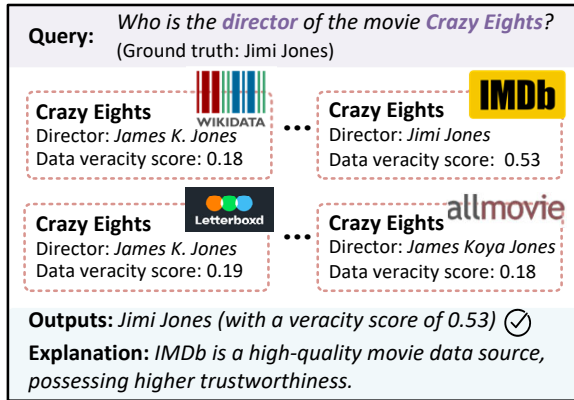 Query: Who is the director of the movie Crazy Eights?
(Ground truth: Jimi Jones)
WIKIDATA
Crazy Eights
Director: James K. Jones
Data veracity score: 0.18
...
IMDb
Crazy Eights
Director: Jimi Jones
Data veracity score: 0.53
Letterboxd
Crazy Eights
Director: James K. Jones
Data veracity score: 0.19
...
allmovie
Crazy Eights
Director: James Koya Jones
Data veracity score: 0.18
Outputs: Jimi Jones (with a veracity score of 0.53)
Explanation: IMDb is a high-quality movie data source,
possessing higher trustworthiness.